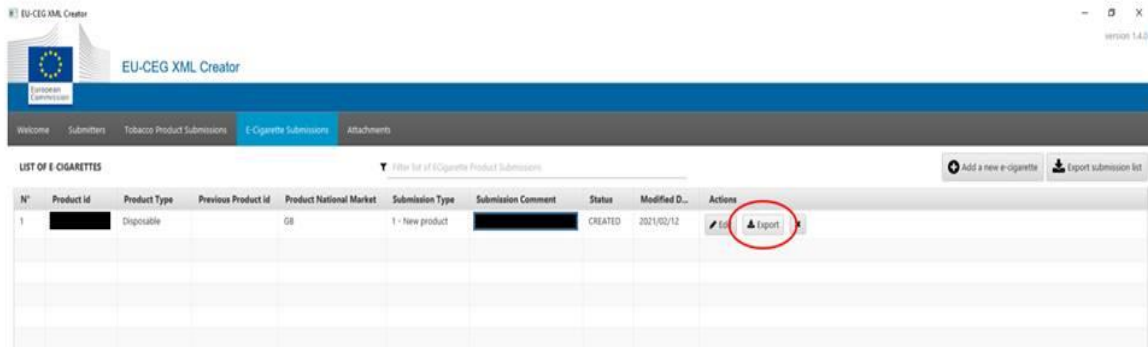 EU-CEG XML Creator
version 1.4.0
EU-CEG XML Creator
European
Commission
Welcome Submitters Tobacco Product Submissions E-Cigarette Submissions Attachments
LIST OF E-CIGARETTES Filter list of ECigarette Product Submissions Add a new e-cigarette Export submission list
N° Product Id Product Type Previous Product id Product National Market Submission Type Submission Comment Status Modified D... Actions
1 Disposable GB 1 - New product CREATED 2021/02/12 Export